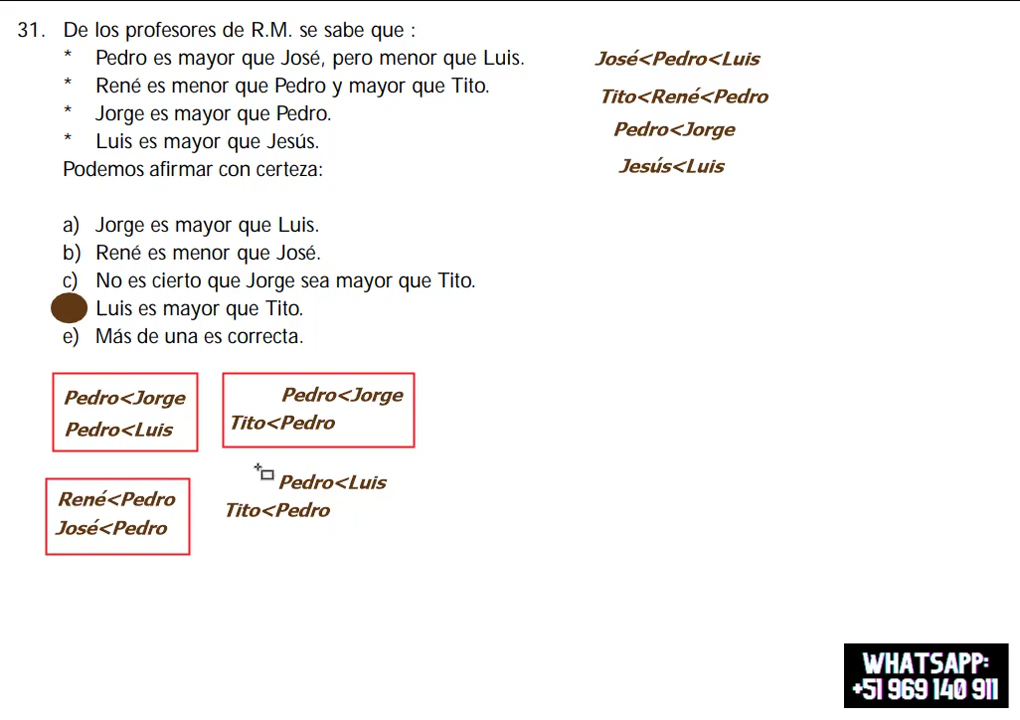 31. De los profesores de R.M. se sabe que :
* Pedro es mayor que José, pero menor que Luis.
José<Pedro<Luis
* René es menor que Pedro y mayor que Tito.
Tito<René<Pedro
* Jorge es mayor que Pedro.
Pedro<Jorge
* Luis es mayor que Jesús.
Jesús<Luis
Podemos afirmar con certeza:
a) Jorge es mayor que Luis.
b) René es menor que José.
c) No es cierto que Jorge sea mayor que Tito.
Luis es mayor que Tito.
e) Más de una es correcta.
Pedro<Jorge
Pedro<Luis
Pedro<Jorge
Tito<Pedro
René<Pedro
José<Pedro
Pedro<Luis
Tito<Pedro
WHATSAPP:
+51 969 140 911